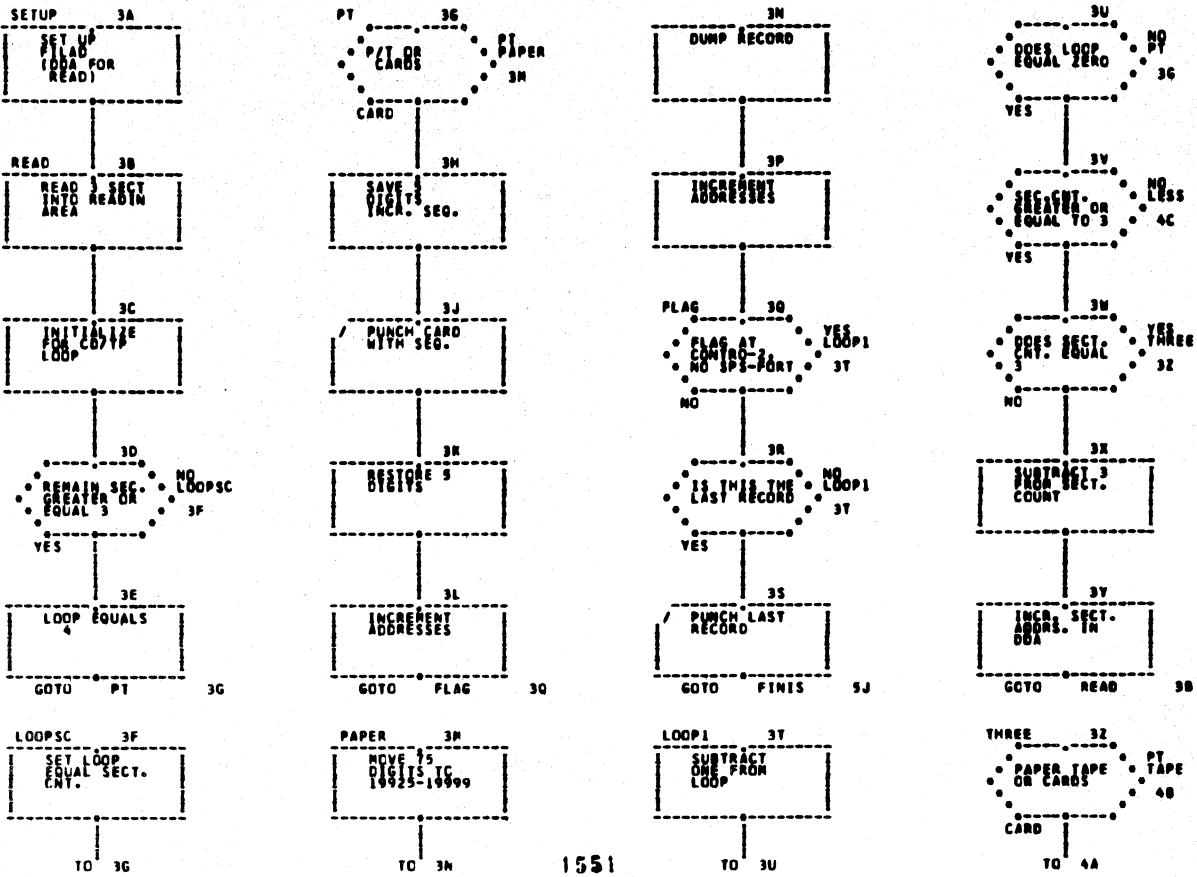 SETUP 3A
SET UP
FILAD
(DDA FOR
READ)
READ 3B
READ 3 SECT
INTO READIN
AREA
3C
INITIALIZE
FOR CD/TP
LOOP
3D
REMAIN SEC.
GREATER OR
EQUAL 3
NO
LOOPSC
3F
YES
3E
LOOP EQUALS
4
GOTO PT 3G
LOOPSC 3F
SET LOOP
EQUAL SECT.
CNT.
TO 3G
PT 3G
P/T OR
CARDS
PT
PAPER
3M
CARD
3H
SAVE 5
DIGITS
INCR. SEQ.
3J
PUNCH CARD
WITH SEQ.
3K
RESTORE 5
DIGITS
3L
INCREMENT
ADDRESSES
GOTO FLAG 3Q
PAPER 3M
MOVE 75
DIGITS TO
19925-19999
TO 3N
3N
DUMP RECORD
3P
INCREMENT
ADDRESSES
FLAG 3Q
FLAG AT
CONTRO-2,
NO SPS-FORT
YES
LOOP1
3T
NO
3R
IS THIS THE
LAST RECORD
NO
LOOP1
3T
YES
3S
PUNCH LAST
RECORD
GOTO FINIS 5J
LOOP1 3T
SUBTRACT
ONE FROM
LOOP
TO 3U
3U
DOES LOOP
EQUAL ZERO
NO
PT
3G
YES
3V
SEC.CNT.
GREATER OR
EQUAL TO 3
NO
LESS
4C
YES
3W
DOES SECT.
CNT. EQUAL
3
YES
THREE
3Z
NO
3X
SUBTRACT 3
FROM SECT.
COUNT
3Y
INCR. SECT.
ADDRS. IN
DDA
GOTO READ 3B
THREE 3Z
PAPER TAPE
OR CARDS
PT
TAPE
4B
CARD
TO 4A
1551